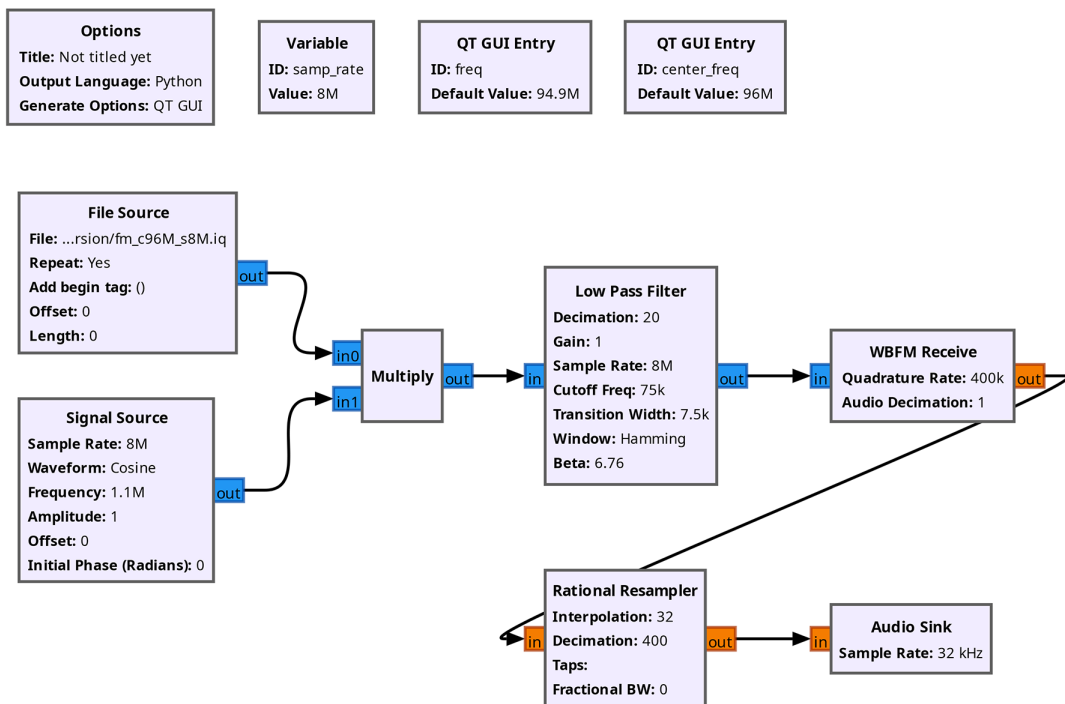 Options
Title: Not titled yet
Output Language: Python
Generate Options: QT GUI
Variable
ID: samp_rate
Value: 8M
QT GUI Entry
ID: freq
Default Value: 94.9M
QT GUI Entry
ID: center_freq
Default Value: 96M
File Source
File: ...rsion/fm_c96M_s8M.iq
Repeat: Yes
Add begin tag: ()
Offset: 0
Length: 0
out
Signal Source
Sample Rate: 8M
Waveform: Cosine
Frequency: 1.1M
Amplitude: 1
Offset: 0
Initial Phase (Radians): 0
out
in0
in1
Multiply
out
in
Low Pass Filter
Decimation: 20
Gain: 1
Sample Rate: 8M
Cutoff Freq: 75k
Transition Width: 7.5k
Window: Hamming
Beta: 6.76
out
in
WBFM Receive
Quadrature Rate: 400k
Audio Decimation: 1
out
in
Rational Resampler
Interpolation: 32
Decimation: 400
Taps:
Fractional BW: 0
out
in
Audio Sink
Sample Rate: 32 kHz